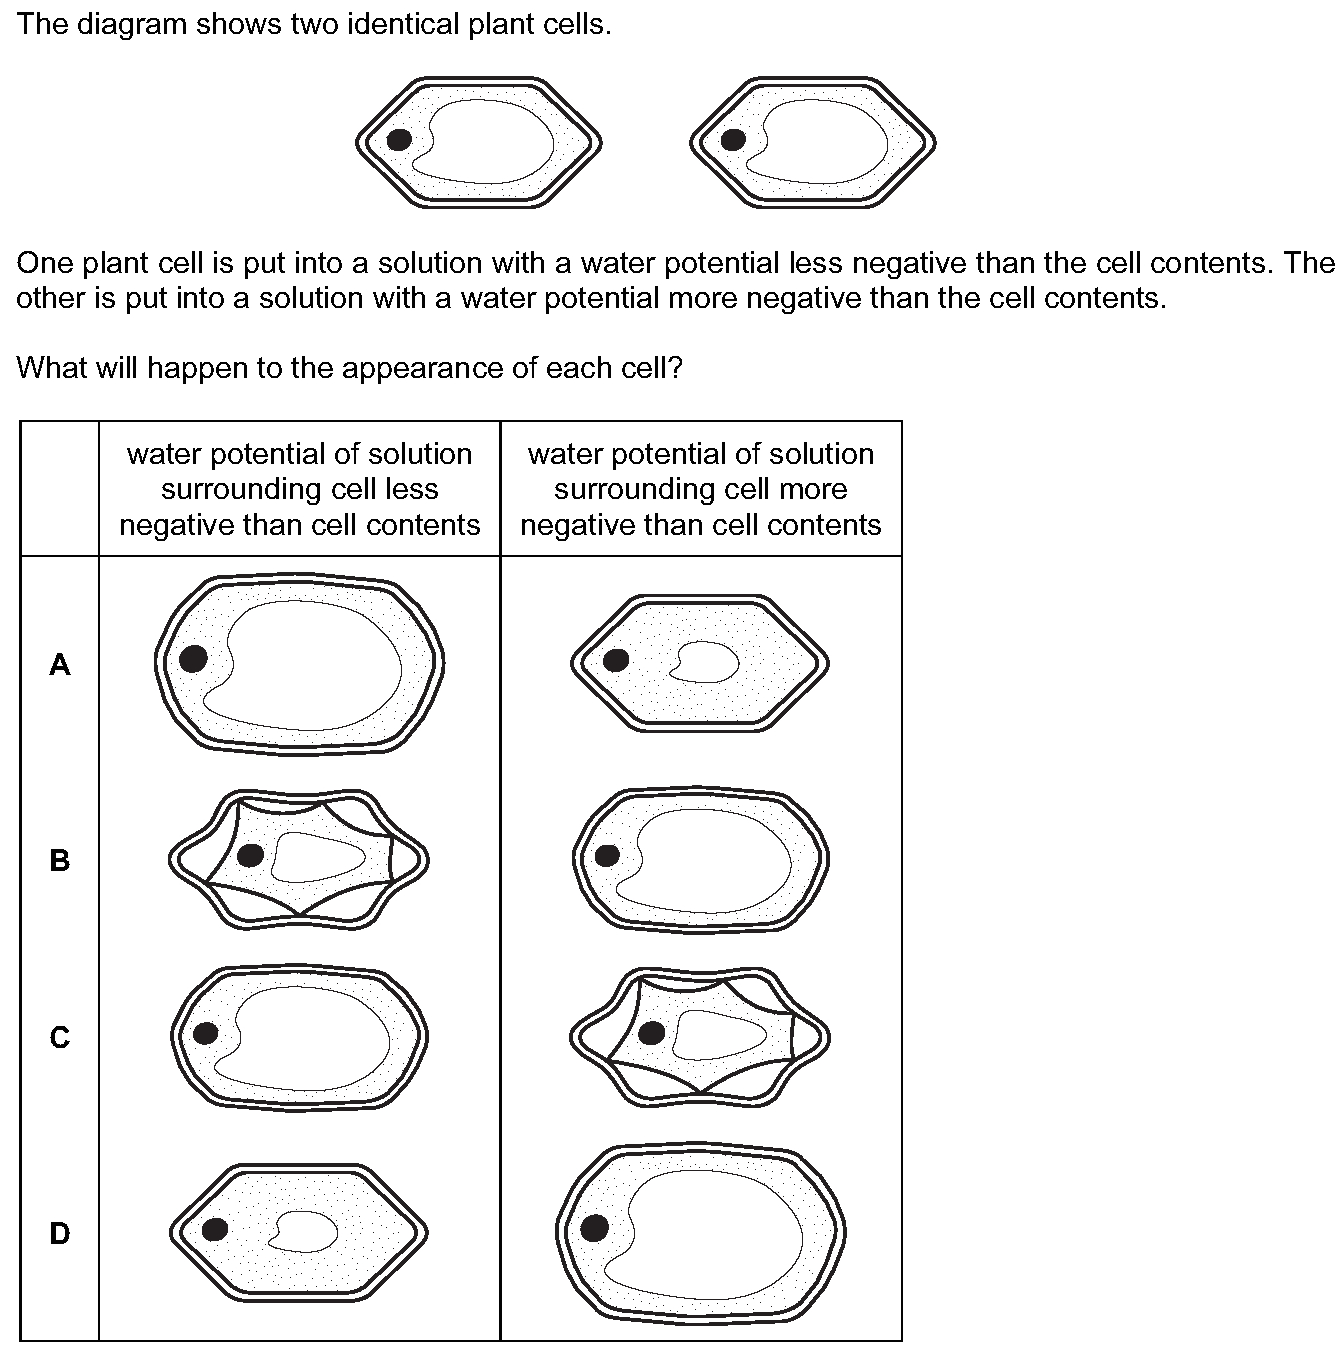 The diagram shows two identical plant cells.
One plant cell is put into a solution with a water potential less negative than the cell contents. The
other is put into a solution with a water potential more negative than the cell contents.
What will happen to the appearance of each cell?
water potential of solution
surrounding cell less
negative than cell contents
water potential of solution
surrounding cell more
negative than cell contents
A
B
C
D